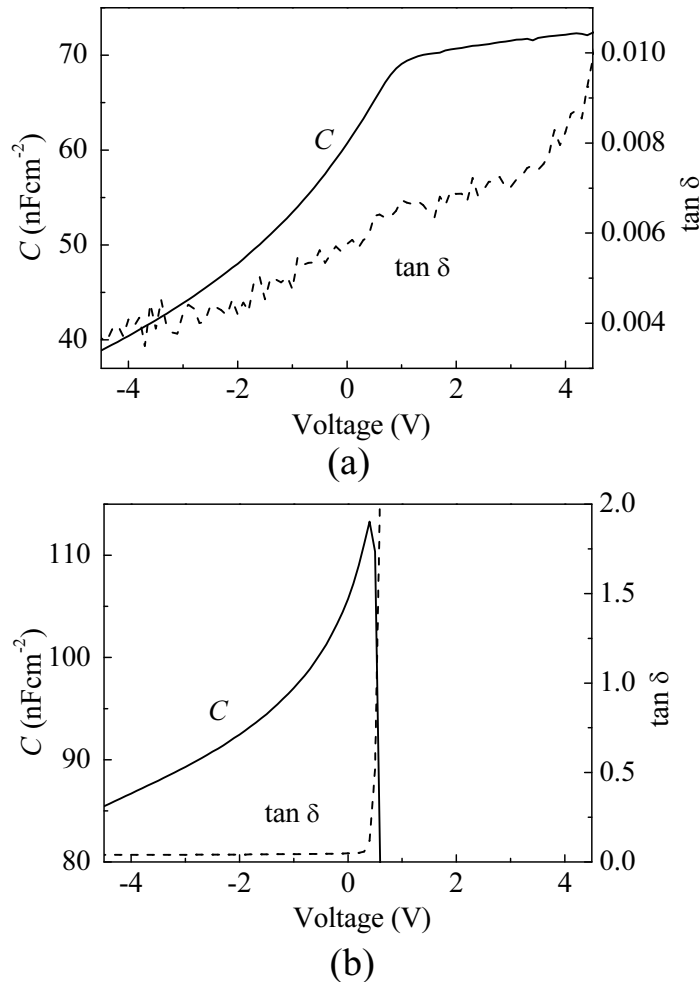 70
60
50
40
C (nFcm-2)
C
tan δ
0.010
0.008
0.006
0.004
tan δ
-4 -2 0 2 4
Voltage (V)
(a)
110
100
90
80
C (nFcm-2)
C
tan δ
2.0
1.5
1.0
0.5
0.0
tan δ
-4 -2 0 2 4
Voltage (V)
(b)